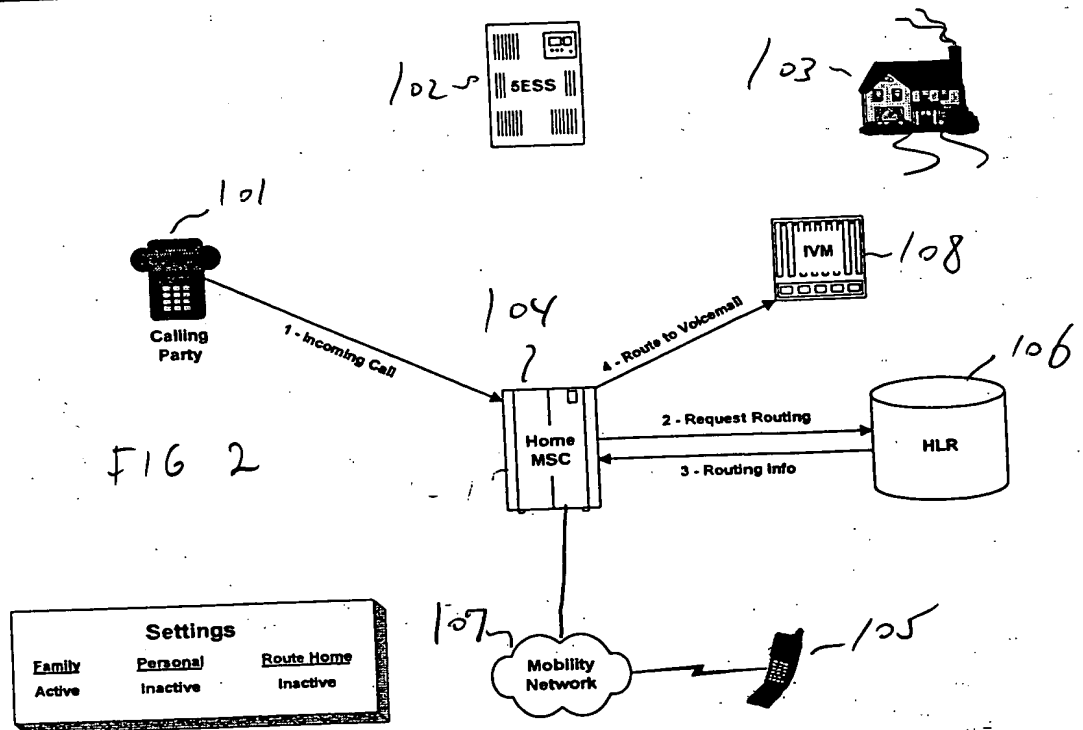 102
5ESS
103
101
IVM
108
Calling
Party
1 - Incoming Call
104
4 - Route to Voicemail
106
Home
MSC
2 - Request Routing
HLR
3 - Routing Info
FIG 2
Settings
Family Personal Route Home
Active Inactive Inactive
107
Mobility
Network
105